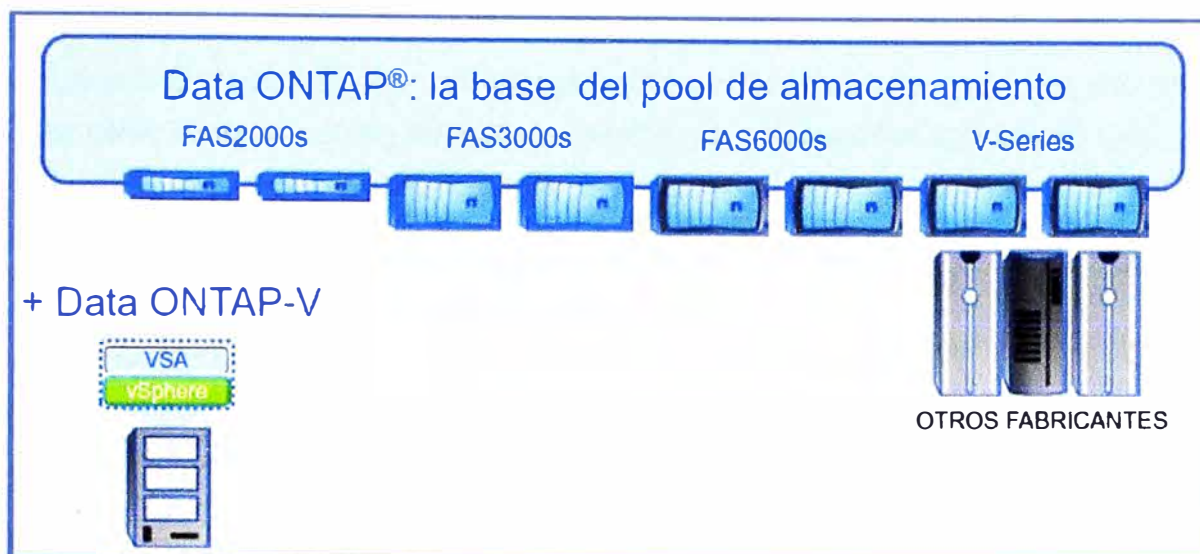 Data ONTAP®: la base del pool de almacenamiento
FAS2000s FAS3000s FAS6000s V-Series
+ Data ONTAP-V
VSA
vSphere
OTROS FABRICANTES